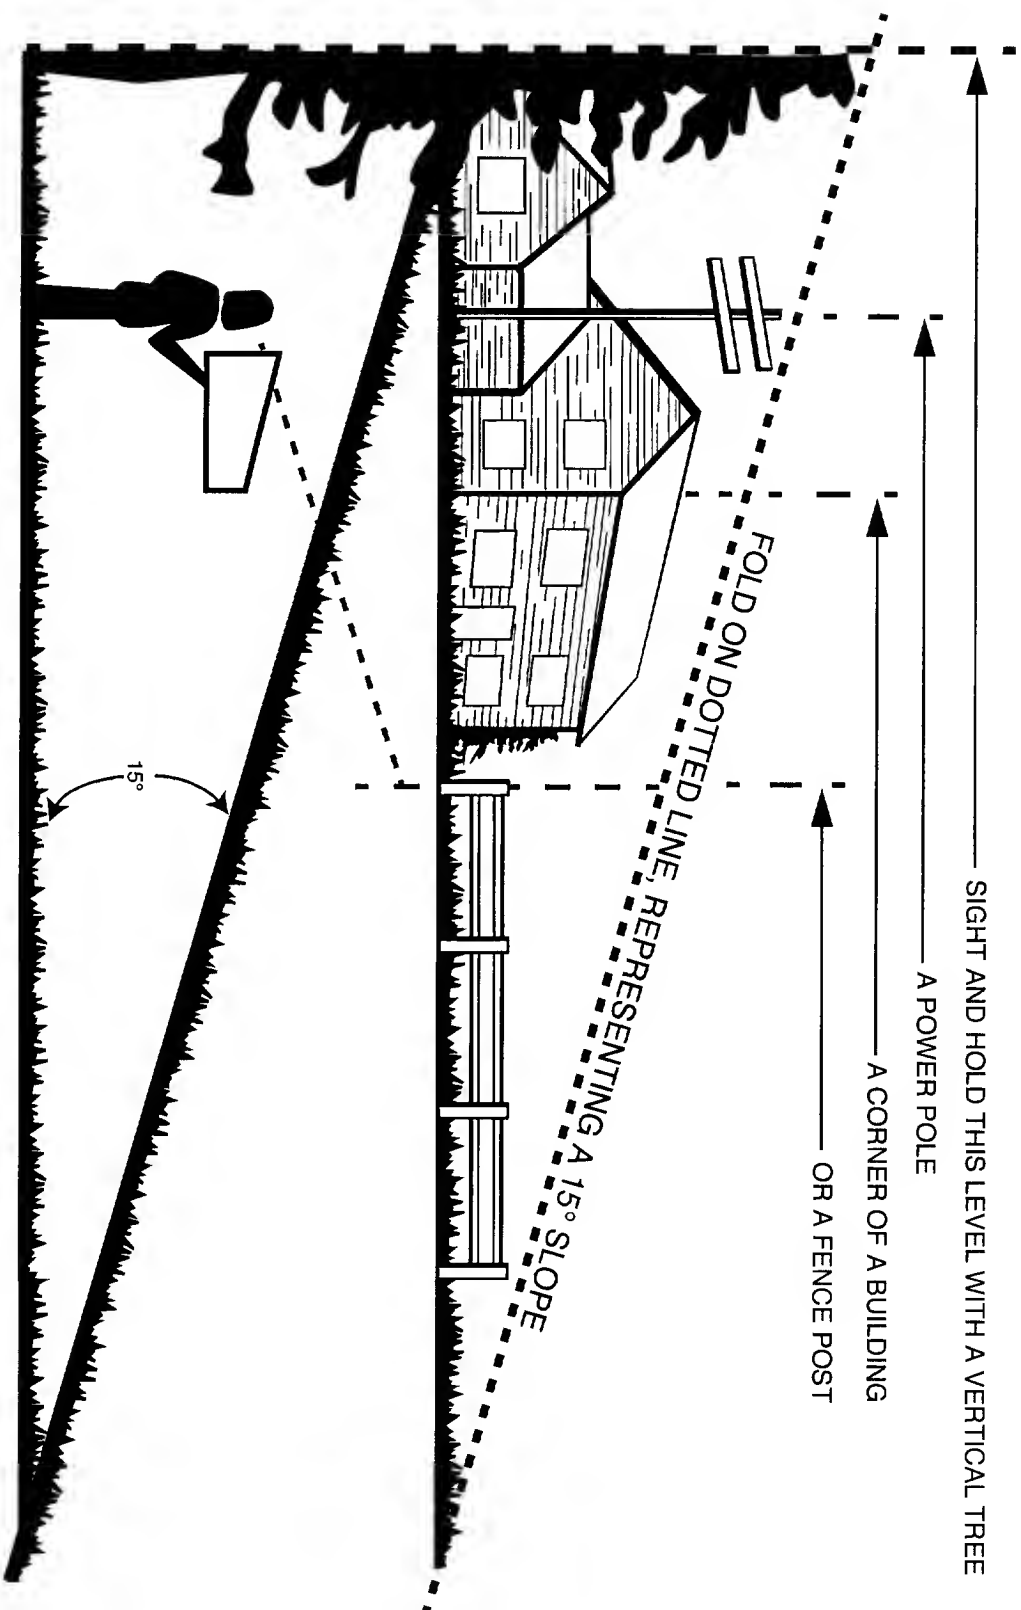 SIGHT AND HOLD THIS LEVEL WITH A VERTICAL TREE
A POWER POLE
A CORNER OF A BUILDING
OR A FENCE POST
FOLD ON DOTTED LINE, REPRESENTING A 15° SLOPE
15°